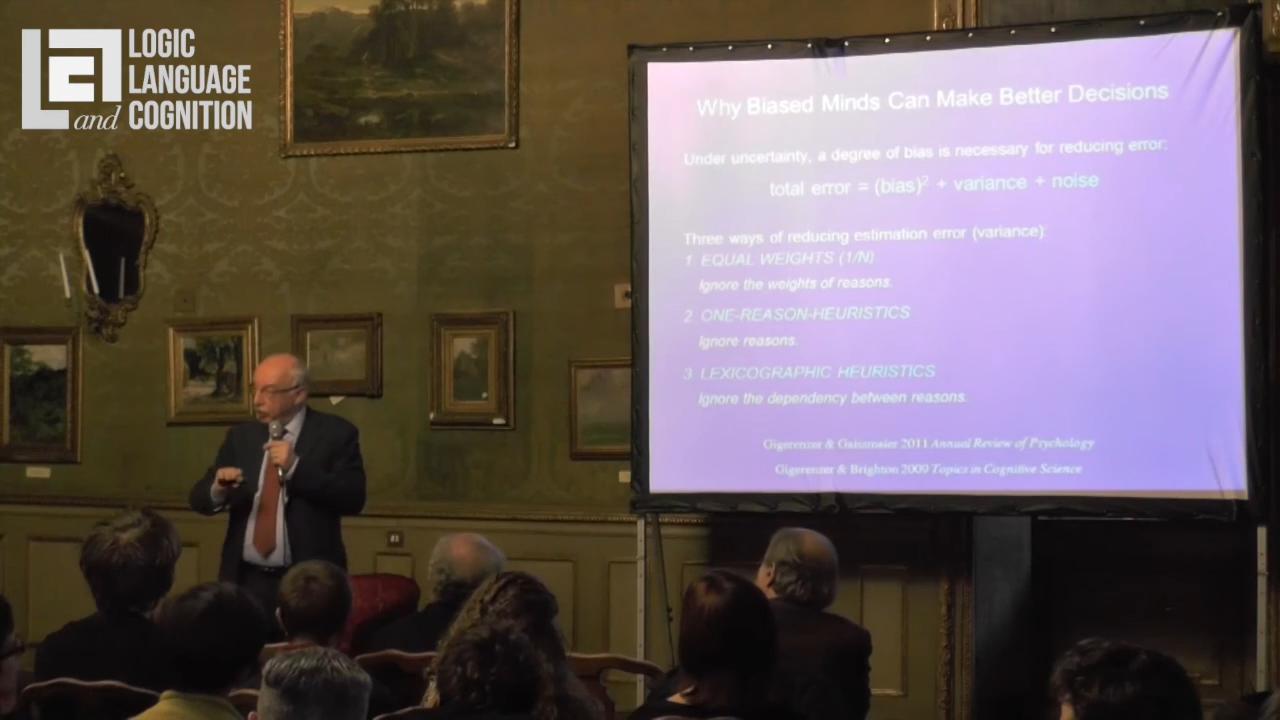 LOGIC
LANGUAGE
and COGNITION
Why Biased Minds Can Make Better Decisions
Under uncertainty, a degree of bias is necessary for reducing error:
total error = (bias)² + variance + noise
Three ways of reducing estimation error (variance):
1. EQUAL WEIGHTS (1/N)
Ignore the weights of reasons.
2. ONE-REASON-HEURISTICS
Ignore reasons.
3. LEXICOGRAPHIC HEURISTICS
Ignore the dependency between reasons.
Gigerenzer & Gaissmaier 2011 Annual Review of Psychology
Gigerenzer & Brighton 2009 Topics in Cognitive Science